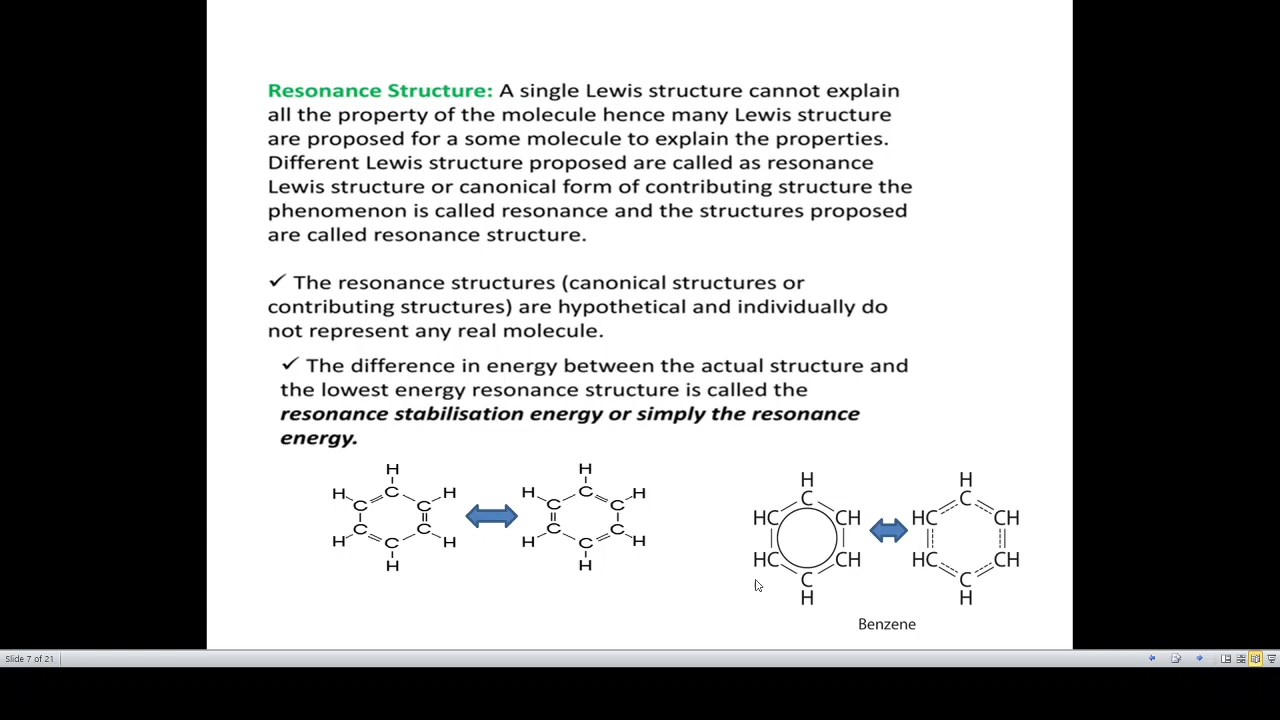 Resonance Structure: A single Lewis structure cannot explain
all the property of the molecule hence many Lewis structure
are proposed for a some molecule to explain the properties.
Different Lewis structure proposed are called as resonance
Lewis structure or canonical form of contributing structure the
phenomenon is called resonance and the structures proposed
are called resonance structure.
✓ The resonance structures (canonical structures or
contributing structures) are hypothetical and individually do
not represent any real molecule.
✓ The difference in energy between the actual structure and
the lowest energy resonance structure is called the
resonance stabilisation energy or simply the resonance
energy.
H H
H C H H C H
C C C C
C C C C
H C H H C H
H H
H H
C C
HC CH HC CH
HC CH HC CH
C C
H H
Benzene
Slide 7 of 21